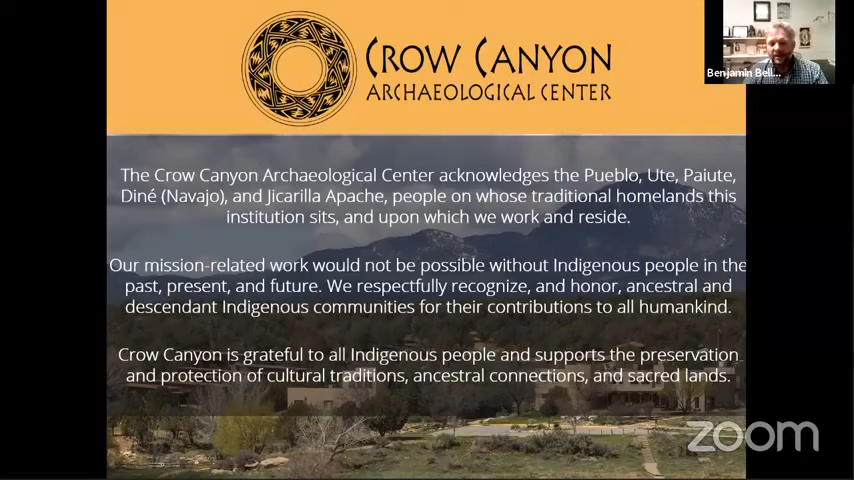 CROW CANYON
ARCHAEOLOGICAL CENTER
Benjamin Bell...
The Crow Canyon Archaeological Center acknowledges the Pueblo, Ute, Paiute,
Diné (Navajo), and Jicarilla Apache, people on whose traditional homelands this
institution sits, and upon which we work and reside.
Our mission-related work would not be possible without Indigenous people in the
past, present, and future. We respectfully recognize, and honor, ancestral and
descendant Indigenous communities for their contributions to all humankind.
Crow Canyon is grateful to all Indigenous people and supports the preservation
and protection of cultural traditions, ancestral connections, and sacred lands.
zoom